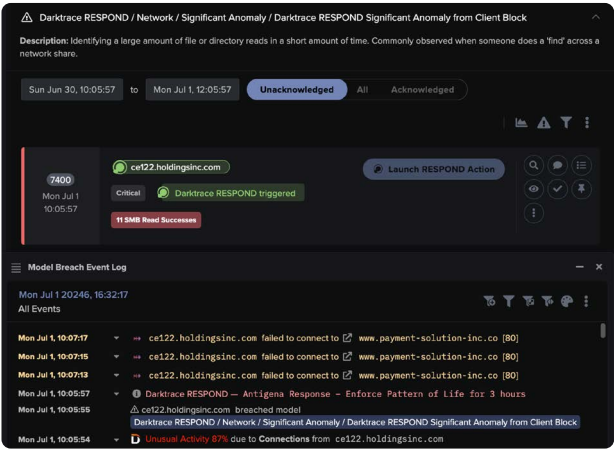 Darktrace RESPOND / Network / Significant Anomaly / Darktrace RESPOND Significant Anomaly from Client Block
Description: Identifying a large amount of file or directory reads in a short amount of time. Commonly observed when someone does a 'find' across a
network share.
Sun Jun 30, 10:05:57 to Mon Jul 1, 12:05:57 Unacknowledged All Acknowledged
7400
Mon Jul 1
10:05:57
ce122.holdingsinc.com
Launch RESPOND Action
Critical Darktrace RESPOND triggered
11 SMB Read Successes
Model Breach Event Log
Mon Jul 1 20246, 16:32:17
All Events
Mon Jul 1, 10:07:17 ce122.holdingsinc.com failed to connect to www.payment-solution-inc.co [80]
Mon Jul 1, 10:07:15 ce122.holdingsinc.com failed to connect to www.payment-solution-inc.co [80]
Mon Jul 1, 10:07:13 ce122.holdingsinc.com failed to connect to www.payment-solution-inc.co [80]
Mon Jul 1, 10:05:57 Darktrace RESPOND — Antigena Response - Enforce Pattern of Life for 3 hours
Mon Jul 1, 10:05:55 ce122.holdingsinc.com breached model
Darktrace RESPOND / Network / Significant Anomaly / Darktrace RESPOND Significant Anomaly from Client Block
Mon Jul 1, 10:05:54 Unusual Activity 87% due to Connections from ce122.holdingsinc.com